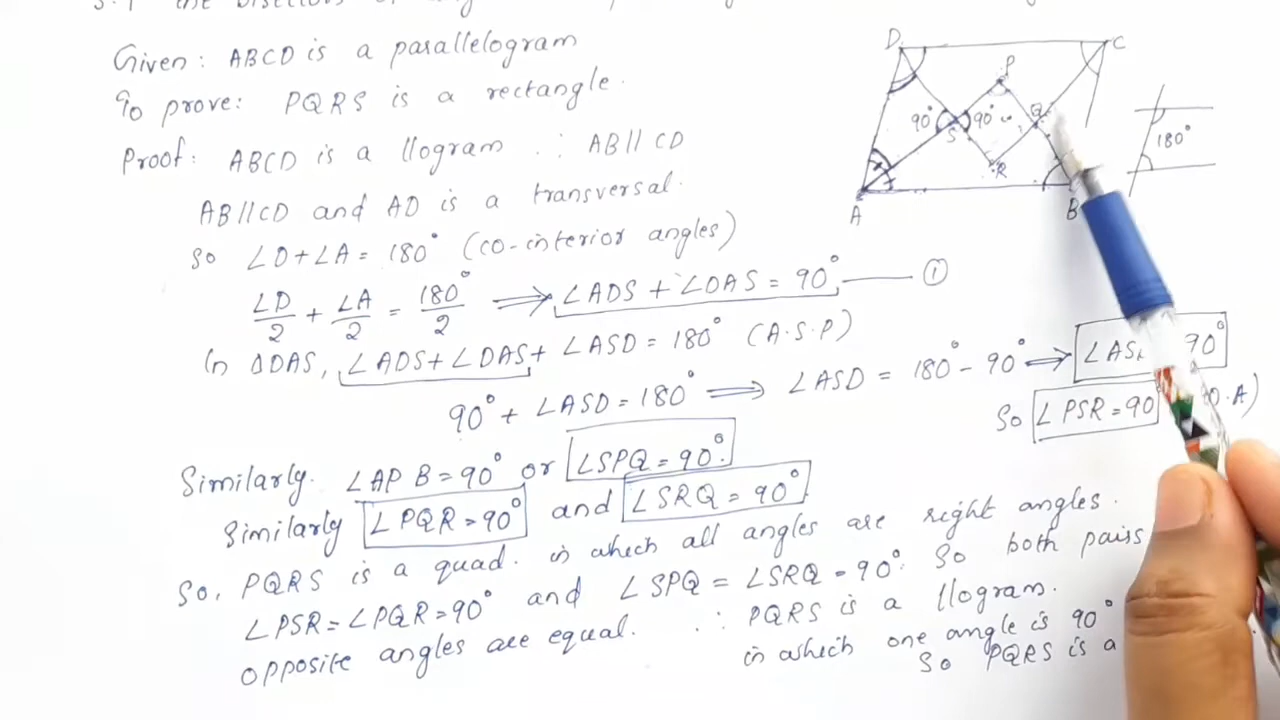 Given: ABCD is a parallelogram
To prove: PQRS is a rectangle.
Proof: ABCD is a llogram ∴ AB ∥ CD
AB∥CD and AD is a transversal.
So ∠D+∠A = 180° (co-interior angles)
∠D/2 + ∠A/2 = 180°/2 ⟹ ∠ADS + ∠DAS = 90° —— ①
In ΔDAS, ∠ADS+∠DAS+ ∠ASD = 180° (A.S.P)
90° + ∠ASD = 180° ⟹ ∠ASD = 180° - 90° ⟹ 90°
So ∠PSR = 90
Similarly. ∠APB = 90° or ∠SPQ = 90°.
Similarly ∠PQR = 90° and ∠SRQ = 90°
So, PQRS is a quad. in which all angles are right angles.
∠PSR = ∠PQR = 90° and ∠SPQ = ∠SRQ = 90°. So both pairs
opposite angles are equal. ∴ PQRS is a llogram.
in which one angle is 90°
So PQRS is a
D
C
P
Q
90°
90°
S
R
A
B
180°